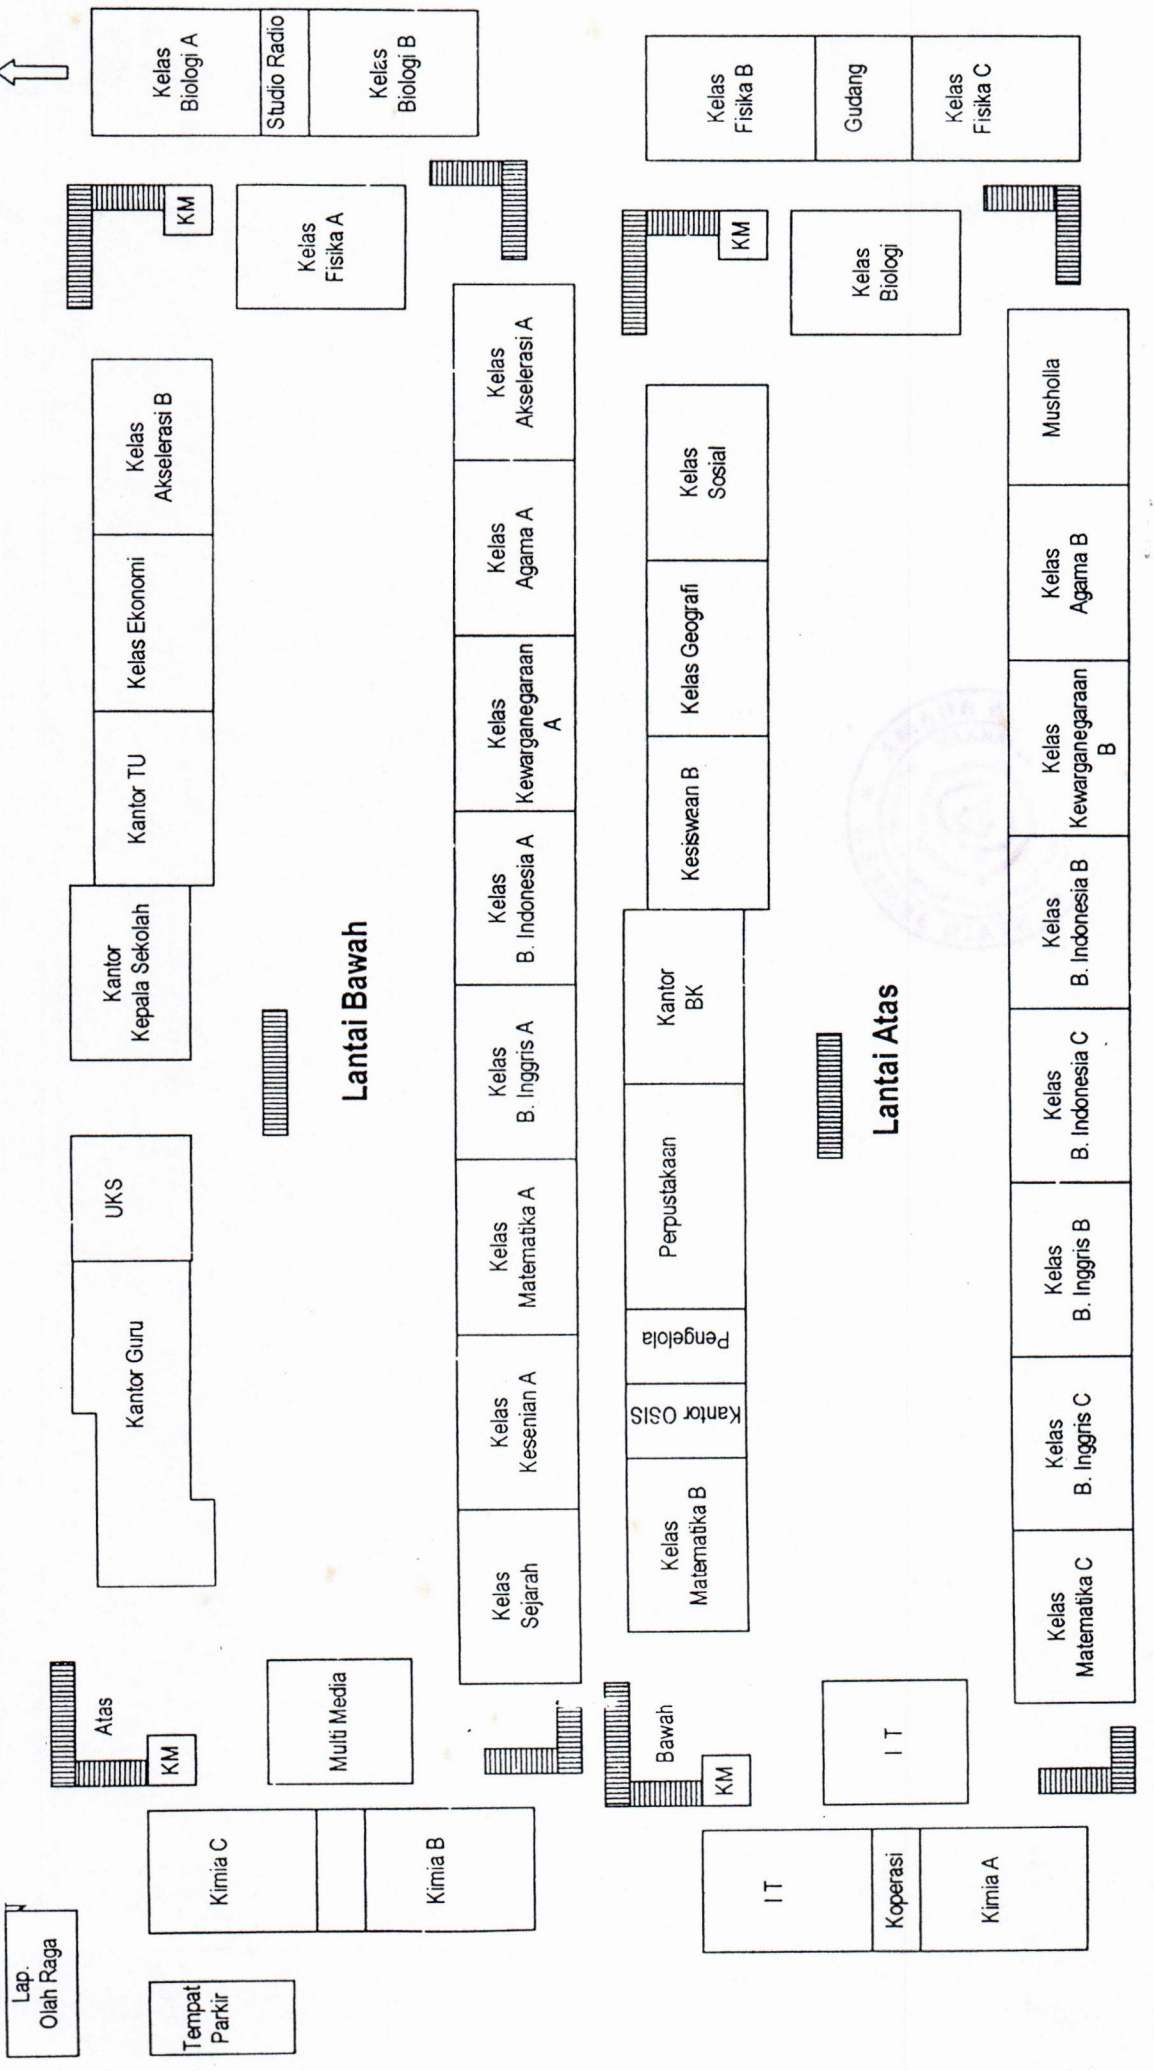 Lap.
Olah Raga
Tempat
Parkir
Kimia C
Kimia B
Atas
KM
Multi Media
Kantor Guru
UKS
Kantor
Kepala Sekolah
Kantor TU
Kelas Ekonomi
Kelas
Akselerasi B
KM
Kelas
Fisika A
Kelas
Biologi A
Studio Radio
Kelas
Biologi B
Lantai Bawah
Kelas
Sejarah
Kelas
Kesenian A
Kelas
Matematika A
Kelas
B. Inggris A
Kelas
B. Indonesia A
Kelas
Kewarganegaraan
A
Kelas
Agama A
Kelas
Akselerasi A
I T
Koperasi
Kimia A
Bawah
KM
I T
Kelas
Matematika B
Kantor OSIS
Pengelola
Perpustakaan
Kantor
BK
Kesiswaan B
Kelas Geografi
Kelas
Sosial
KM
Kelas
Biologi
Kelas
Fisika B
Gudang
Kelas
Fisika C
Lantai Atas
Kelas
Matematika C
Kelas
B. Inggris C
Kelas
B. Inggris B
Kelas
B. Indonesia C
Kelas
B. Indonesia B
Kelas
Kewarganegaraan
B
Kelas
Agama B
Musholla